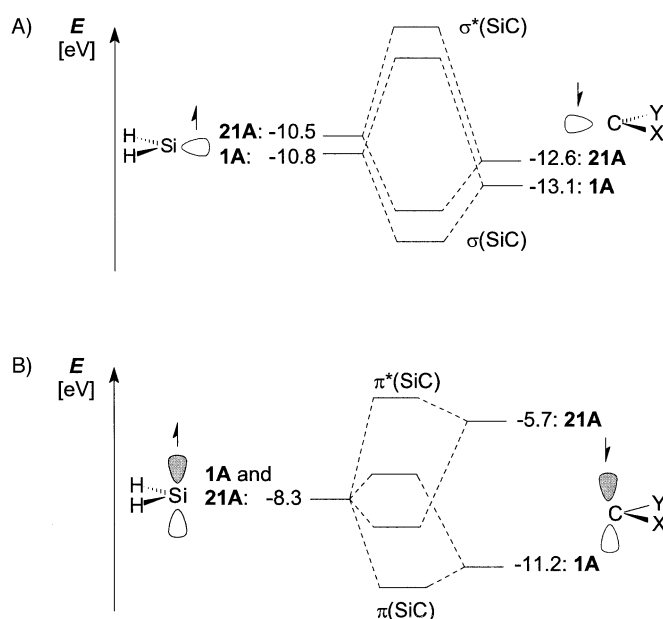 A)
E
[eV]
σ*(SiC)
H
H
Si
21A: -10.5
1A: -10.8
C
Y
X
-12.6: 21A
-13.1: 1A
σ(SiC)
B)
E
[eV]
π*(SiC)
H
H
Si
1A and
21A: -8.3
-5.7: 21A
C
Y
X
-11.2: 1A
π(SiC)